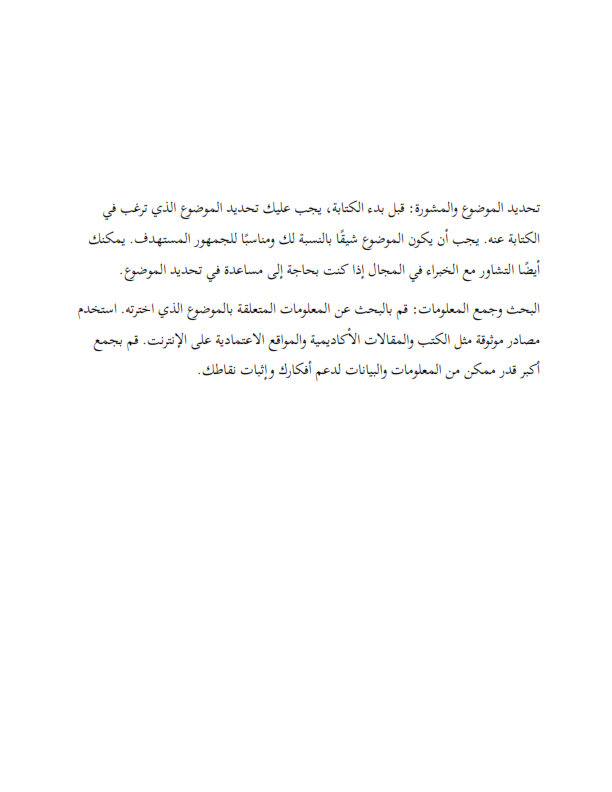 تحديد الموضوع والمشورة: قبل بدء الكتابة، يجب عليك تحديد الموضوع الذي ترغب في
الكتابة عنه. يجب أن يكون الموضوع شيقًا بالنسبة لك ومناسبًا للجمهور المستهدف. يمكنك
أيضًا التشاور مع الخبراء في المجال إذا كنت بحاجة إلى مساعدة في تحديد الموضوع.
البحث وجمع المعلومات: قم بالبحث عن المعلومات المتعلقة بالموضوع الذي اخترته. استخدم
مصادر موثوقة مثل الكتب والمقالات الأكاديمية والمواقع الاعتمادية على الإنترنت. قم بجمع
أكبر قدر ممكن من المعلومات والبيانات لدعم أفكارك وإثبات نقاطك.